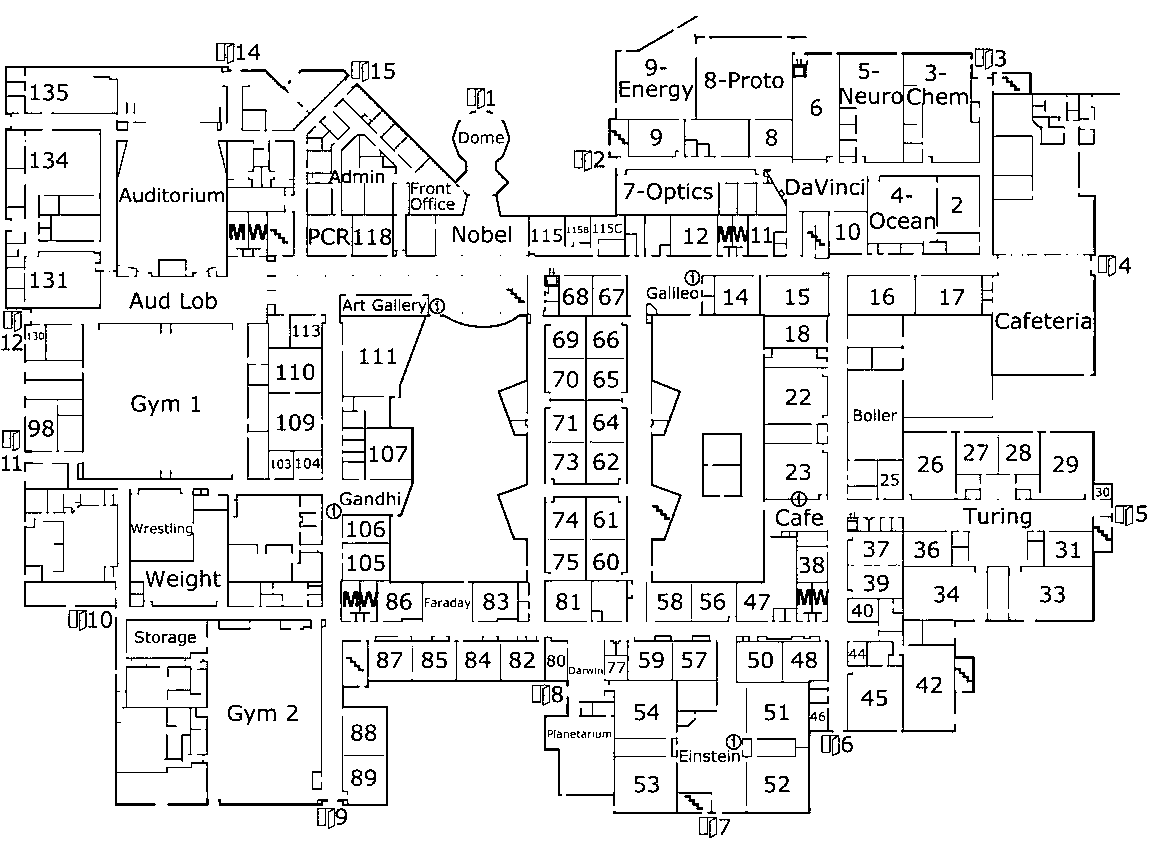 14
15
1
3
135
9-
Energy
8-Proto
6
5-
Neuro
3-
Chem
Dome
9
8
2
134
Auditorium
Admin
Front
Office
7-Optics
DaVinci
4-
Ocean
2
M W
PCR
118
Nobel
115
115B
115C
12
M W
11
10
4
131
Aud Lob
Art Gallery
1
68
67
Galileo
1
14
15
16
17
Cafeteria
12
130
113
111
69
66
18
110
70
65
Gym 1
109
22
Boiler
98
71
64
11
107
103
104
73
62
23
25
26
27
28
29
30
Gandhi
1
1
Cafe
Turing
5
Wrestling
106
74
61
37
36
31
Weight
105
75
60
38
39
M W
86
Faraday
83
81
58
56
47
M W
40
34
33
10
Storage
87
85
84
82
80
Darwin
77
59
57
50
48
44
45
42
8
Gym 2
88
54
51
46
6
Planetarium
Einstein
1
89
53
52
9
7